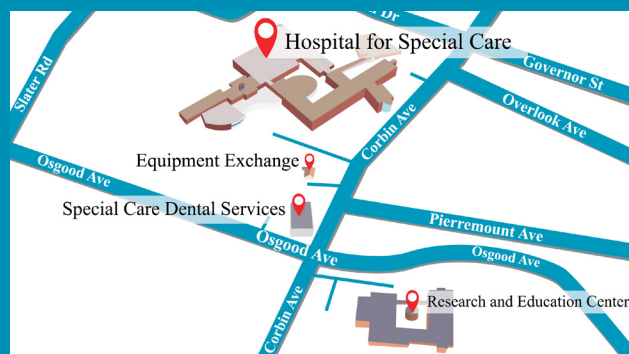 Dr
Hospital for Special Care
Governor St
Slater Rd
Overlook Ave
Corbin Ave
Equipment Exchange
Osgood Ave
Special Care Dental Services
Pierremount Ave
Osgood Ave
Osgood Ave
Corbin Ave
Research and Education Center